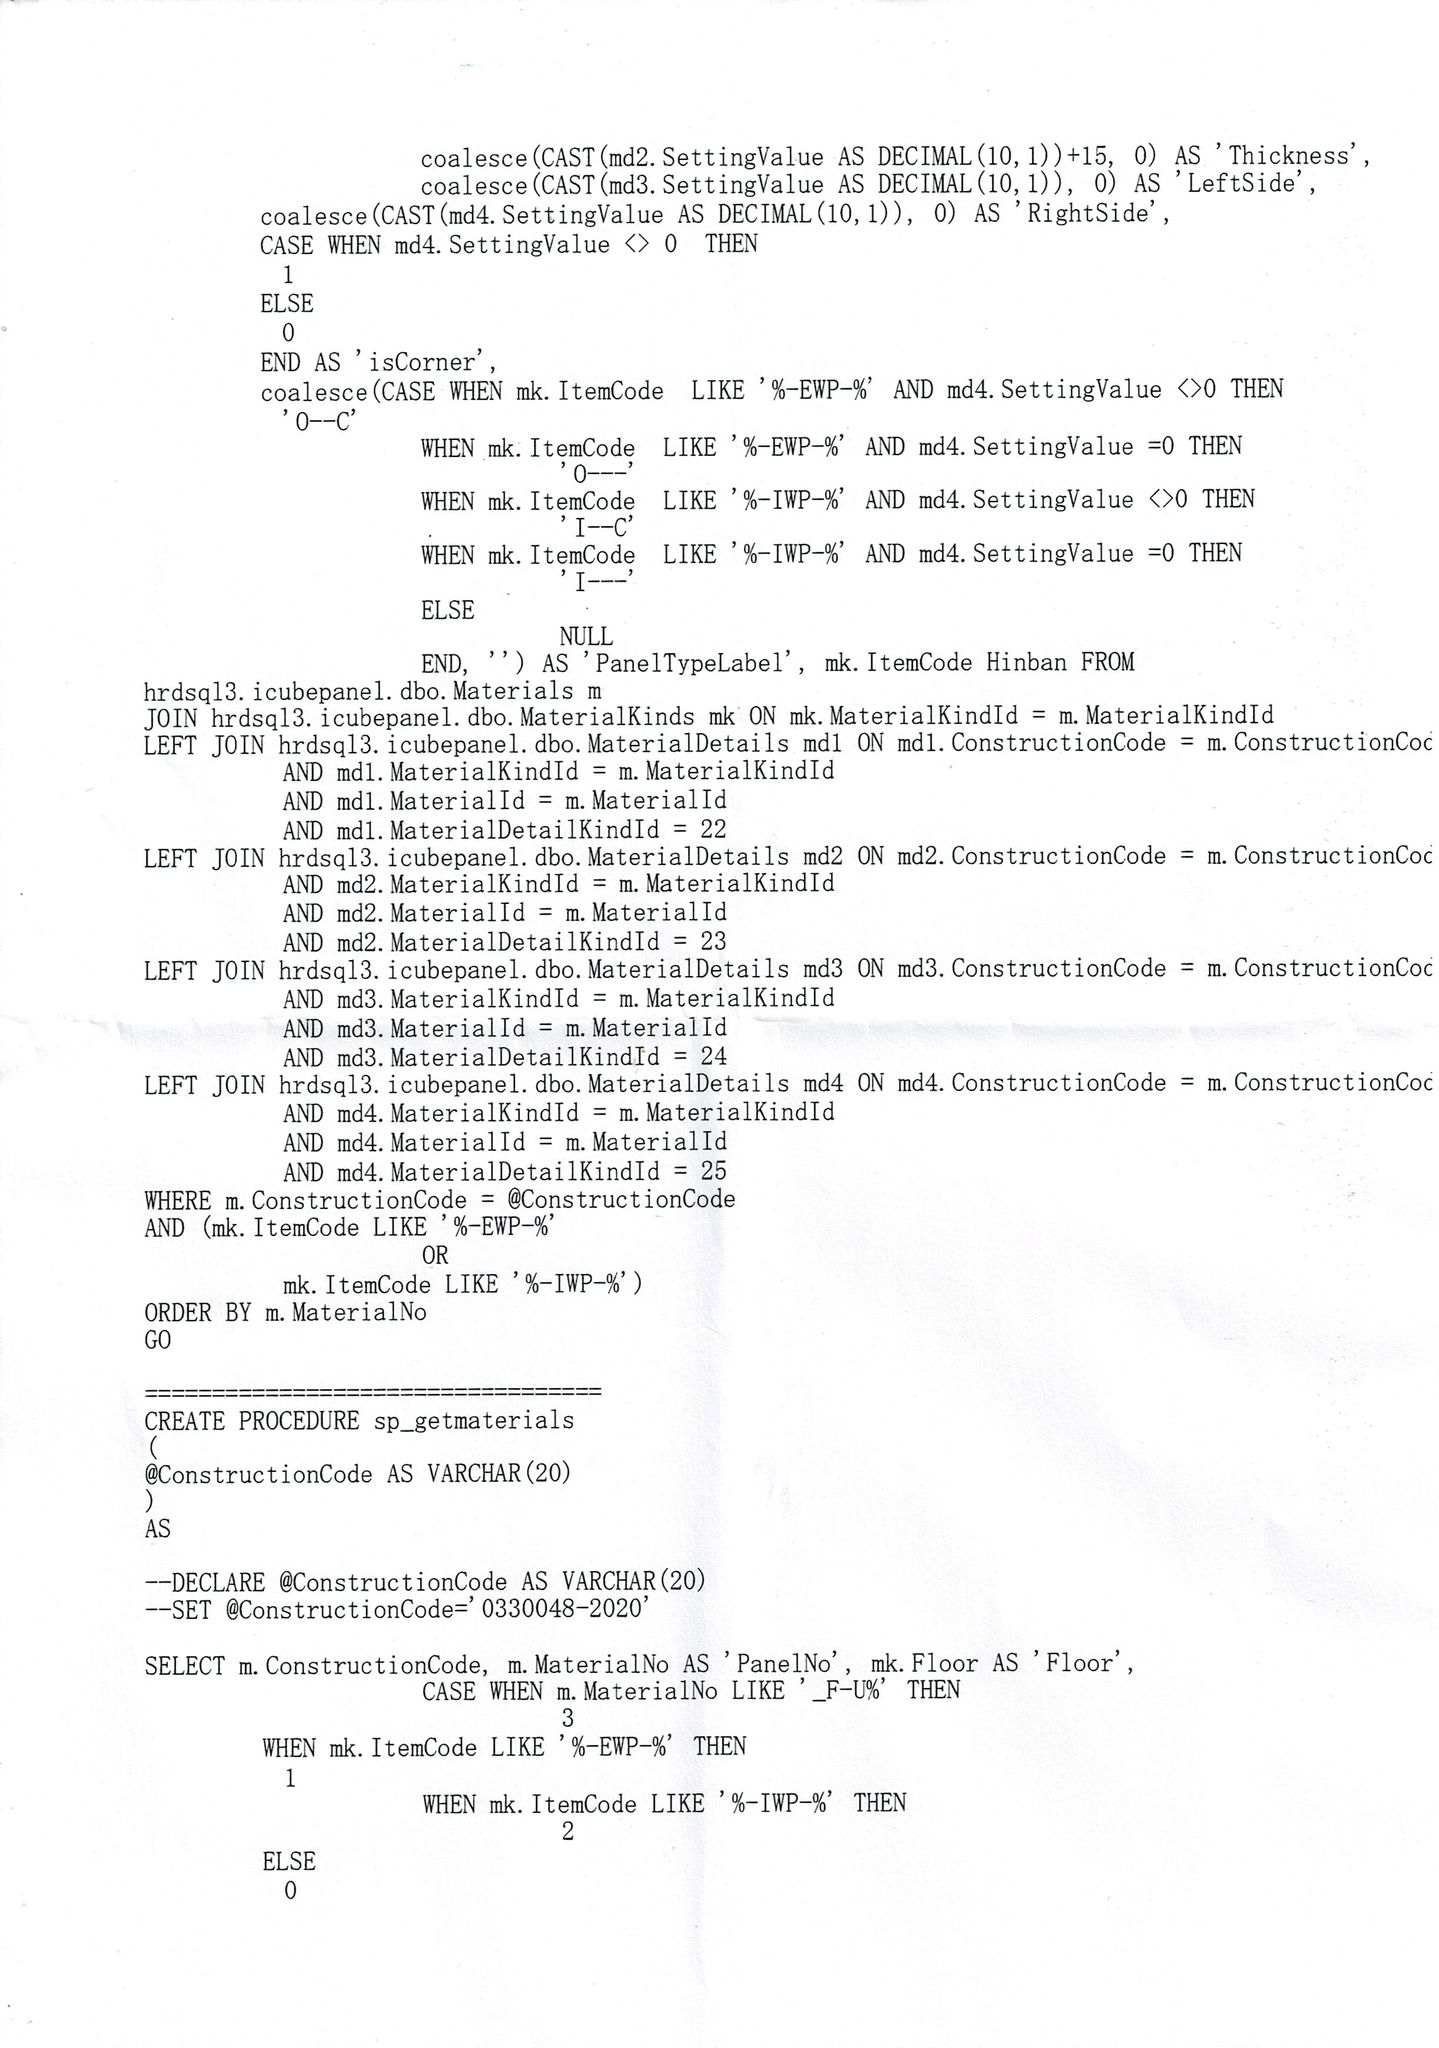 coalesce(CAST(md2.SettingValue AS DECIMAL(10,1))+15, 0) AS 'Thickness',
coalesce(CAST(md3.SettingValue AS DECIMAL(10,1)), 0) AS 'LeftSide',
coalesce(CAST(md4.SettingValue AS DECIMAL(10,1)), 0) AS 'RightSide',
CASE WHEN md4.SettingValue <> 0 THEN
1
ELSE
0
END AS 'isCorner',
coalesce(CASE WHEN mk.ItemCode LIKE '%-EWP-%' AND md4.SettingValue <>0 THEN
'O--C'
WHEN mk.ItemCode LIKE '%-EWP-%' AND md4.SettingValue =0 THEN
'O---'
WHEN mk.ItemCode LIKE '%-IWP-%' AND md4.SettingValue <>0 THEN
'I--C'
WHEN mk.ItemCode LIKE '%-IWP-%' AND md4.SettingValue =0 THEN
'I---'
ELSE
NULL
END, '') AS 'PanelTypeLabel', mk.ItemCode Hinban FROM
hrdsql3.icubepanel.dbo.Materials m
JOIN hrdsql3.icubepanel.dbo.MaterialKinds mk ON mk.MaterialKindId = m.MaterialKindId
LEFT JOIN hrdsql3.icubepanel.dbo.MaterialDetails md1 ON md1.ConstructionCode = m.ConstructionCod
AND md1.MaterialKindId = m.MaterialKindId
AND md1.MaterialId = m.MaterialId
AND md1.MaterialDetailKindId = 22
LEFT JOIN hrdsql3.icubepanel.dbo.MaterialDetails md2 ON md2.ConstructionCode = m.ConstructionCod
AND md2.MaterialKindId = m.MaterialKindId
AND md2.MaterialId = m.MaterialId
AND md2.MaterialDetailKindId = 23
LEFT JOIN hrdsql3.icubepanel.dbo.MaterialDetails md3 ON md3.ConstructionCode = m.ConstructionCod
AND md3.MaterialKindId = m.MaterialKindId
AND md3.MaterialId = m.MaterialId
AND md3.MaterialDetailKindId = 24
LEFT JOIN hrdsql3.icubepanel.dbo.MaterialDetails md4 ON md4.ConstructionCode = m.ConstructionCod
AND md4.MaterialKindId = m.MaterialKindId
AND md4.MaterialId = m.MaterialId
AND md4.MaterialDetailKindId = 25
WHERE m.ConstructionCode = @ConstructionCode
AND (mk.ItemCode LIKE '%-EWP-%'
OR
mk.ItemCode LIKE '%-IWP-%')
ORDER BY m.MaterialNo
GO
==================================
CREATE PROCEDURE sp_getmaterials
(
@ConstructionCode AS VARCHAR(20)
)
AS
--DECLARE @ConstructionCode AS VARCHAR(20)
--SET @ConstructionCode='0330048-2020'
SELECT m.ConstructionCode, m.MaterialNo AS 'PanelNo', mk.Floor AS 'Floor',
CASE WHEN m.MaterialNo LIKE '_F-U%' THEN
3
WHEN mk.ItemCode LIKE '%-EWP-%' THEN
1
WHEN mk.ItemCode LIKE '%-IWP-%' THEN
2
ELSE
0